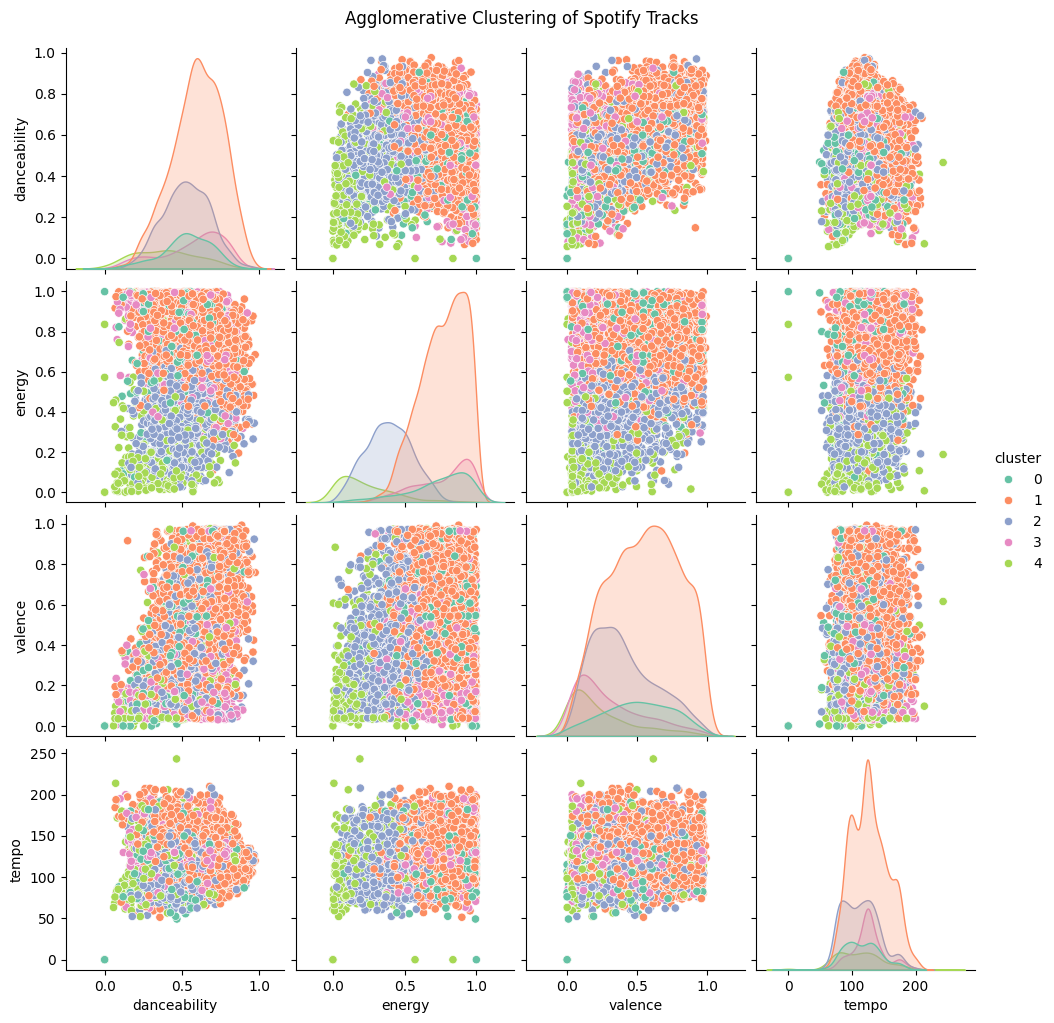 Agglomerative Clustering of Spotify Tracks
1.0
0.8
0.6
0.4
0.2
0.0
danceability
1.0
0.8
0.6
0.4
0.2
0.0
energy
cluster
0
1
2
3
4
1.0
0.8
0.6
0.4
0.2
0.0
valence
250
200
150
100
50
0
tempo
0.0 0.5 1.0
danceability
0.0 0.5 1.0
energy
0.0 0.5 1.0
valence
0 100 200
tempo